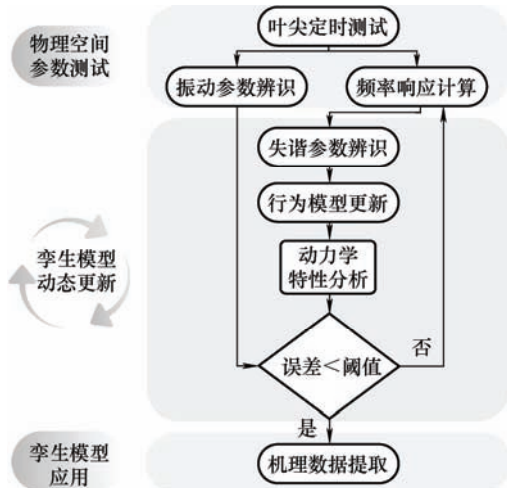 物理空间
参数测试
叶尖定时测试
振动参数辨识
频率响应计算
失谐参数辨识
行为模型更新
孪生模型
动态更新
动力学
特性分析
误差<阈值
否
是
孪生模型
应用
机理数据提取